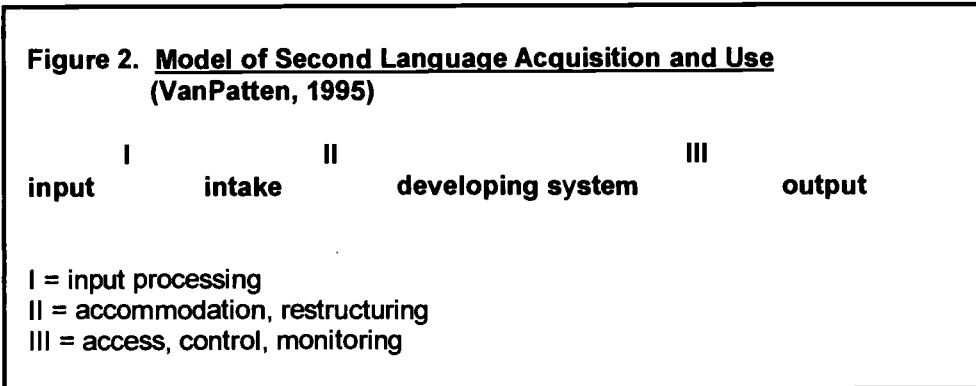 Figure 2. Model of Second Language Acquisition and Use
(VanPatten, 1995)
I II III
input intake developing system output
I = input processing
II = accommodation, restructuring
III = access, control, monitoring